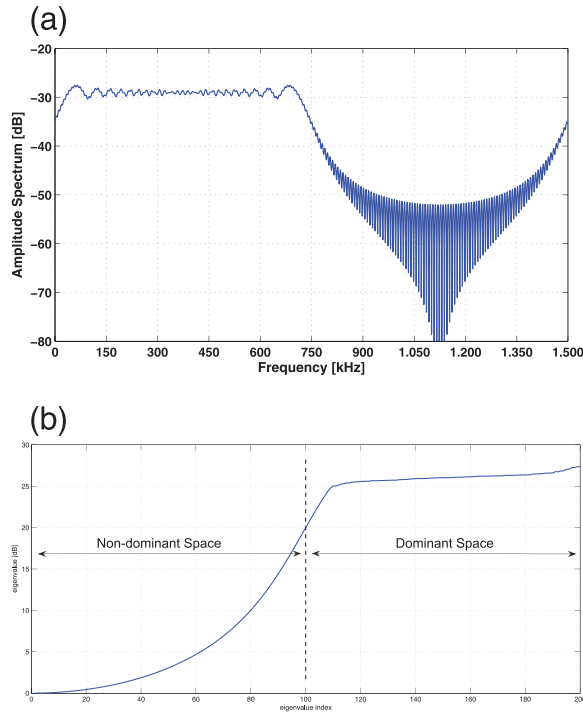 (a)
Amplitude Spectrum [dB]
−20
−30
−40
−50
−60
−70
−80
0 150 300 450 600 750 900 1.050 1.200 1.350 1.500
Frequency [kHz]
(b)
eigenvalue [dB]
30
25
20
15
10
5
0
Non-dominant Space
Dominant Space
0 20 40 60 80 100 120 140 160 180 200
eigenvalue index